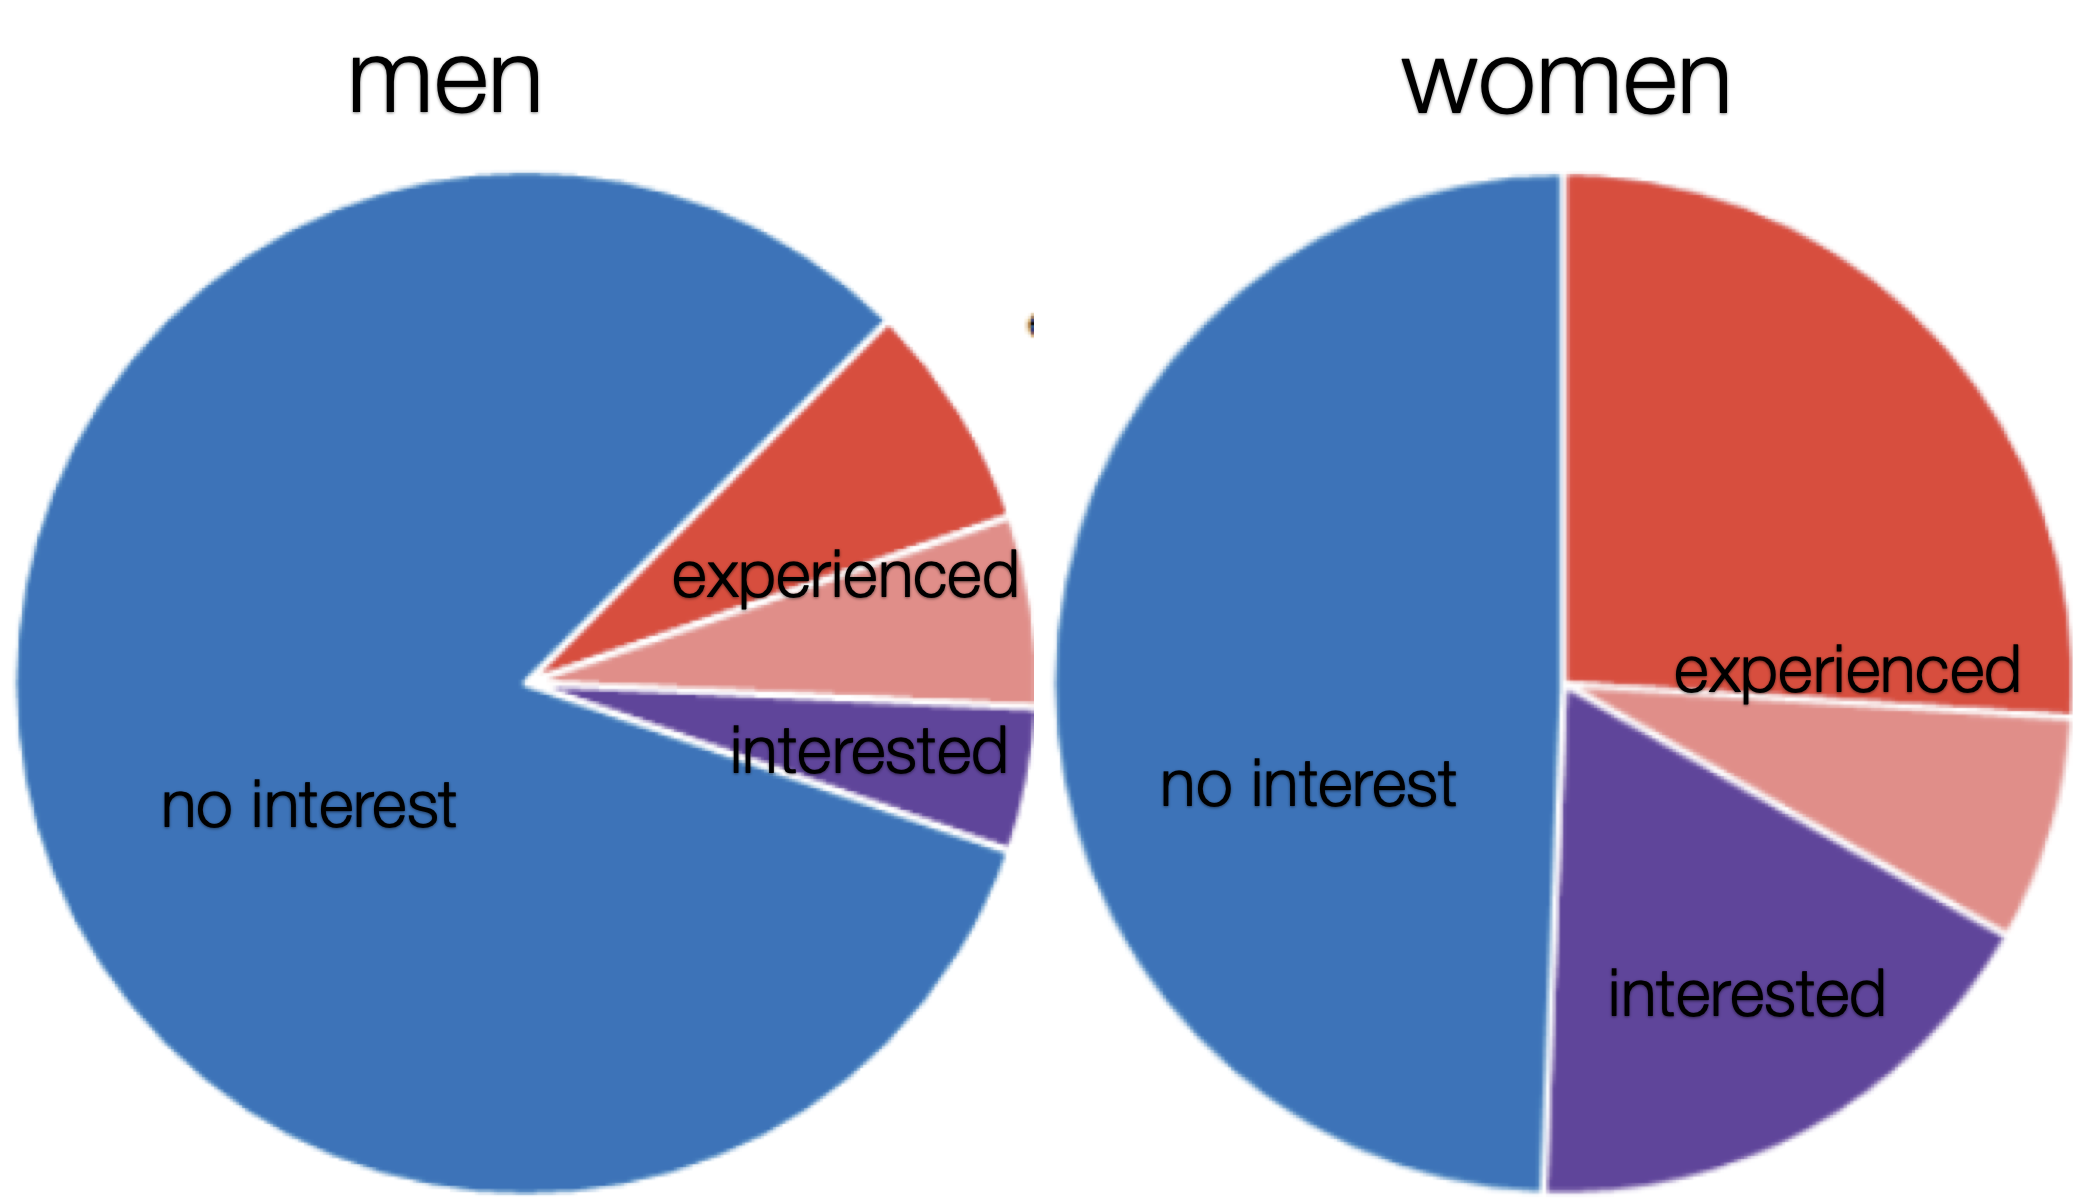 men
experienced
interested
no interest
women
experienced
no interest
interested